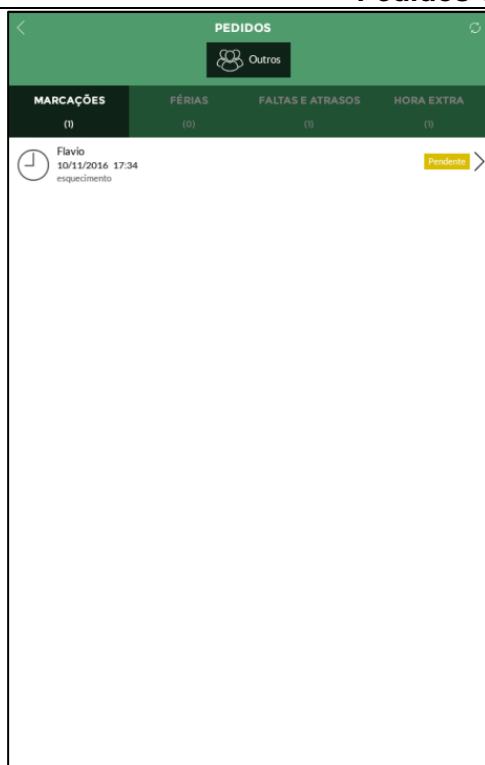 PEDIDOS
Outros
MARCAÇÕES FÉRIAS FALTAS E ATRASOS HORA EXTRA
(1) (0) (1) (1)
Flavio
10/11/2016 17:34 Pendente
esquecimento